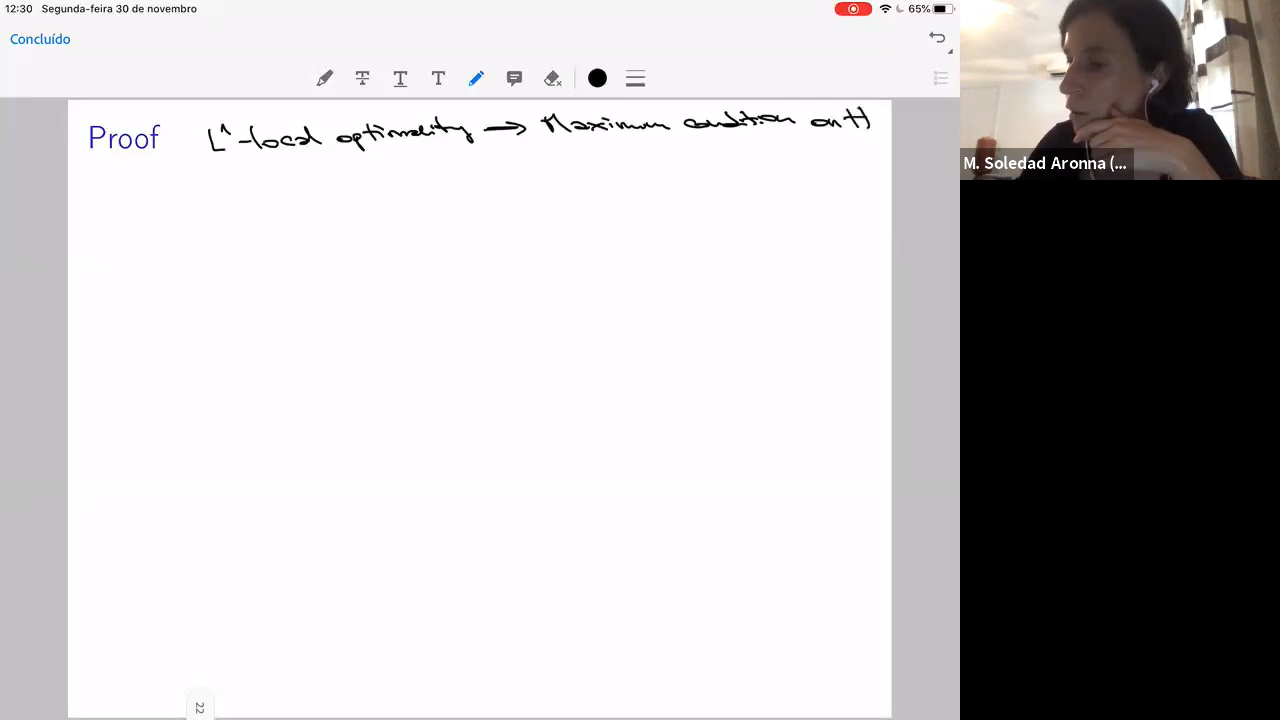 12:30 Segunda-feira 30 de novembro 65%
Concluído
T T T
Proof L¹-local optimality → Maximum condition on H
M. Soledad Aronna (...
22